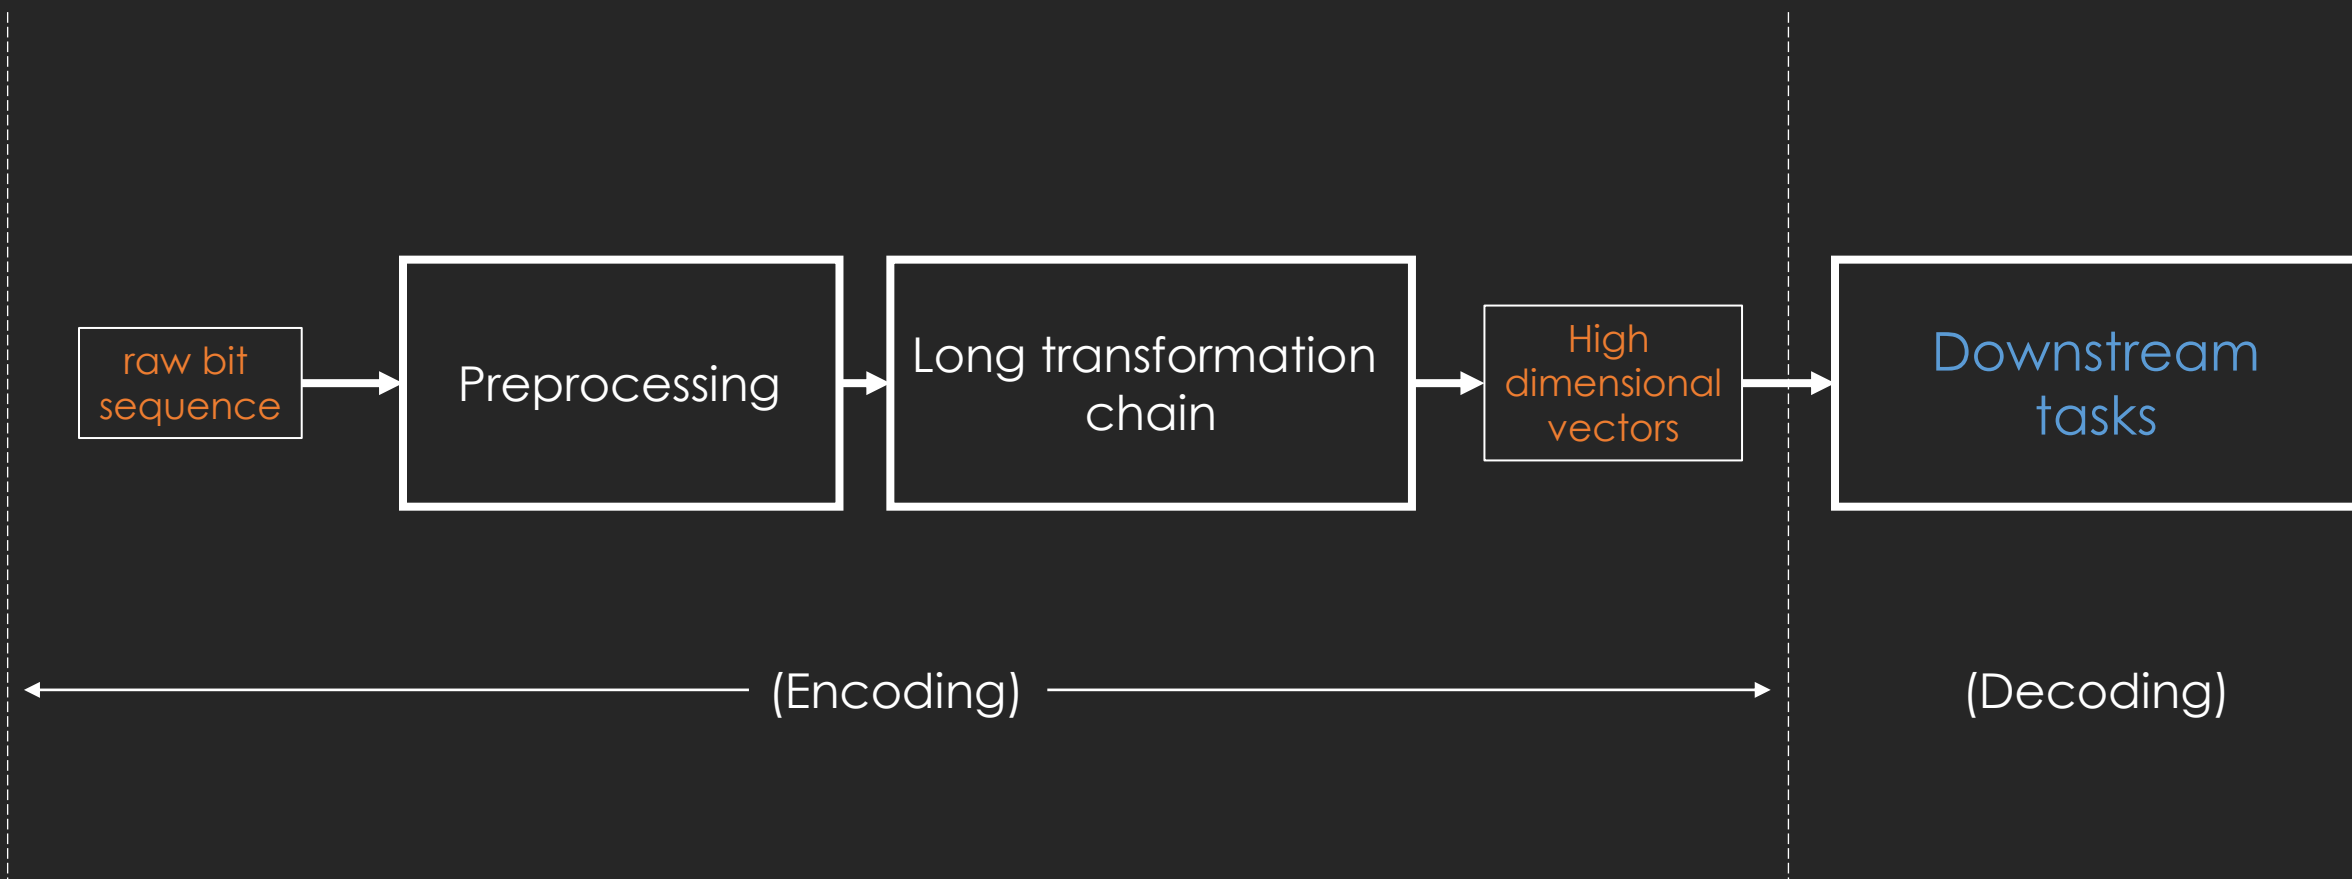 raw bit
sequence
Preprocessing
Long transformation
chain
High
dimensional
vectors
Downstream
tasks
(Encoding)
(Decoding)